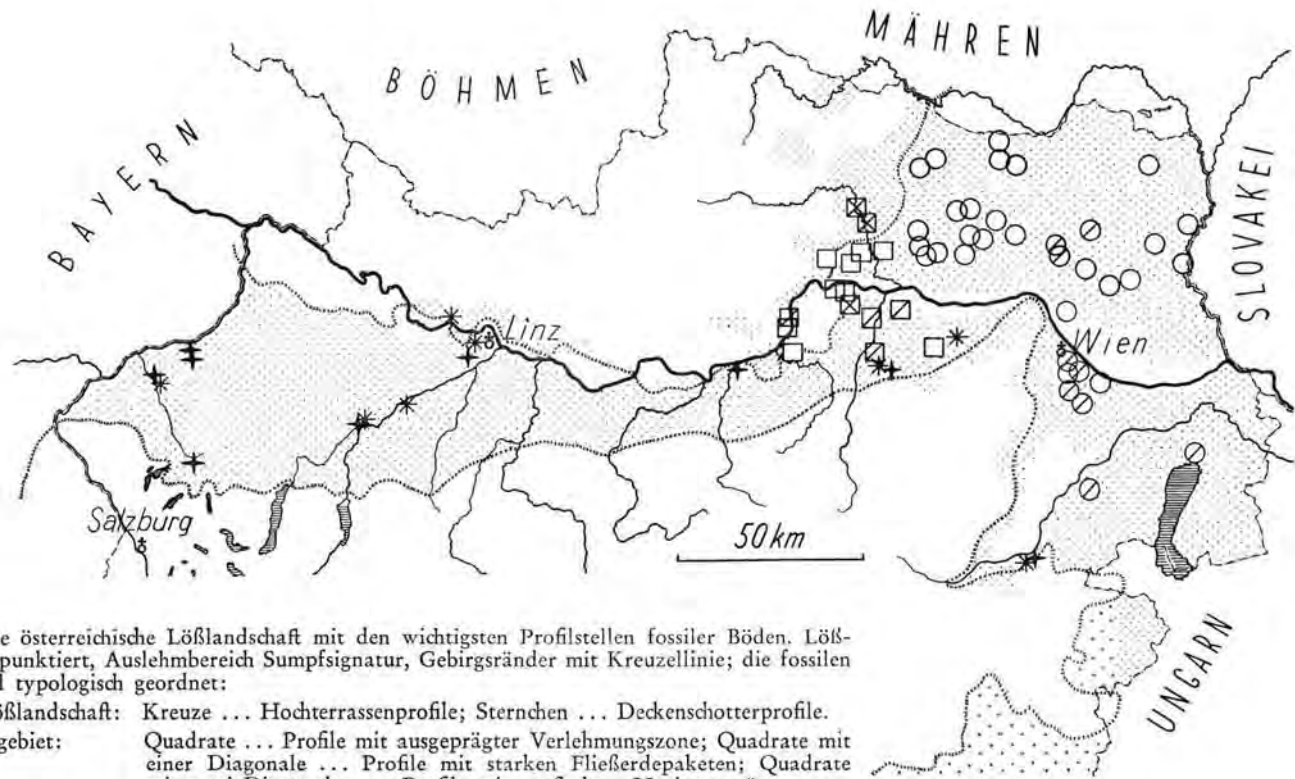 MÄHREN
BÖHMEN
BAYERN
SLOVAKEI
Linz
Wien
Salzburg
50 km
UNGARN
e österreichische Lößlandschaft mit den wichtigsten Profilstellen fossiler Böden. Löß-
punktiert, Auslehmbereich Sumpfsignatur, Gebirgsränder mit Kreuzellinie; die fossilen
l typologisch geordnet:
ößlandschaft: Kreuze ... Hochterrassenprofile; Sternchen ... Deckenschotterprofile.
gebiet: Quadrate ... Profile mit ausgeprägter Verlehmungszone; Quadrate mit
einer Diagonale ... Profile mit starken Fließerdepaketen; Quadrate